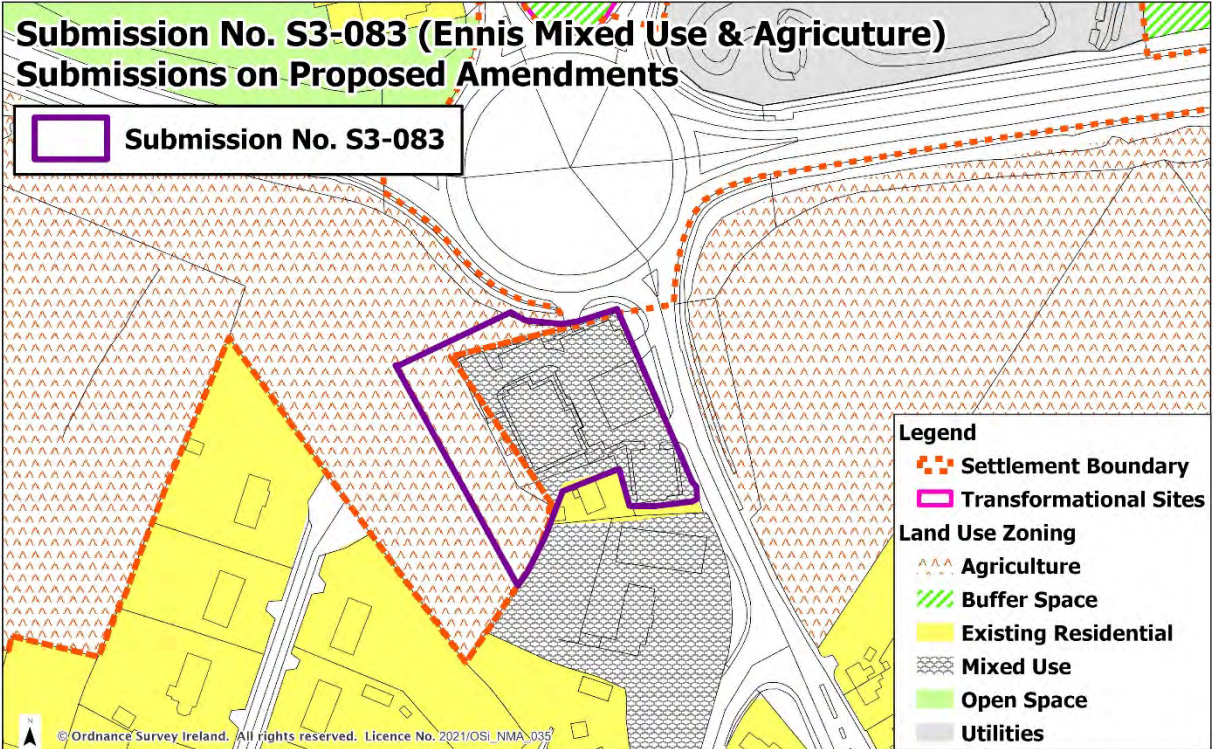 Submission No. S3-083 (Ennis Mixed Use & Agricuture)
Submissions on Proposed Amendments
Submission No. S3-083
Legend
Settlement Boundary
Transformational Sites
Land Use Zoning
Agriculture
Buffer Space
Existing Residential
Mixed Use
Open Space
Utilities
N
© Ordnance Survey Ireland. All rights reserved. Licence No. 2021/OSi_NMA_035